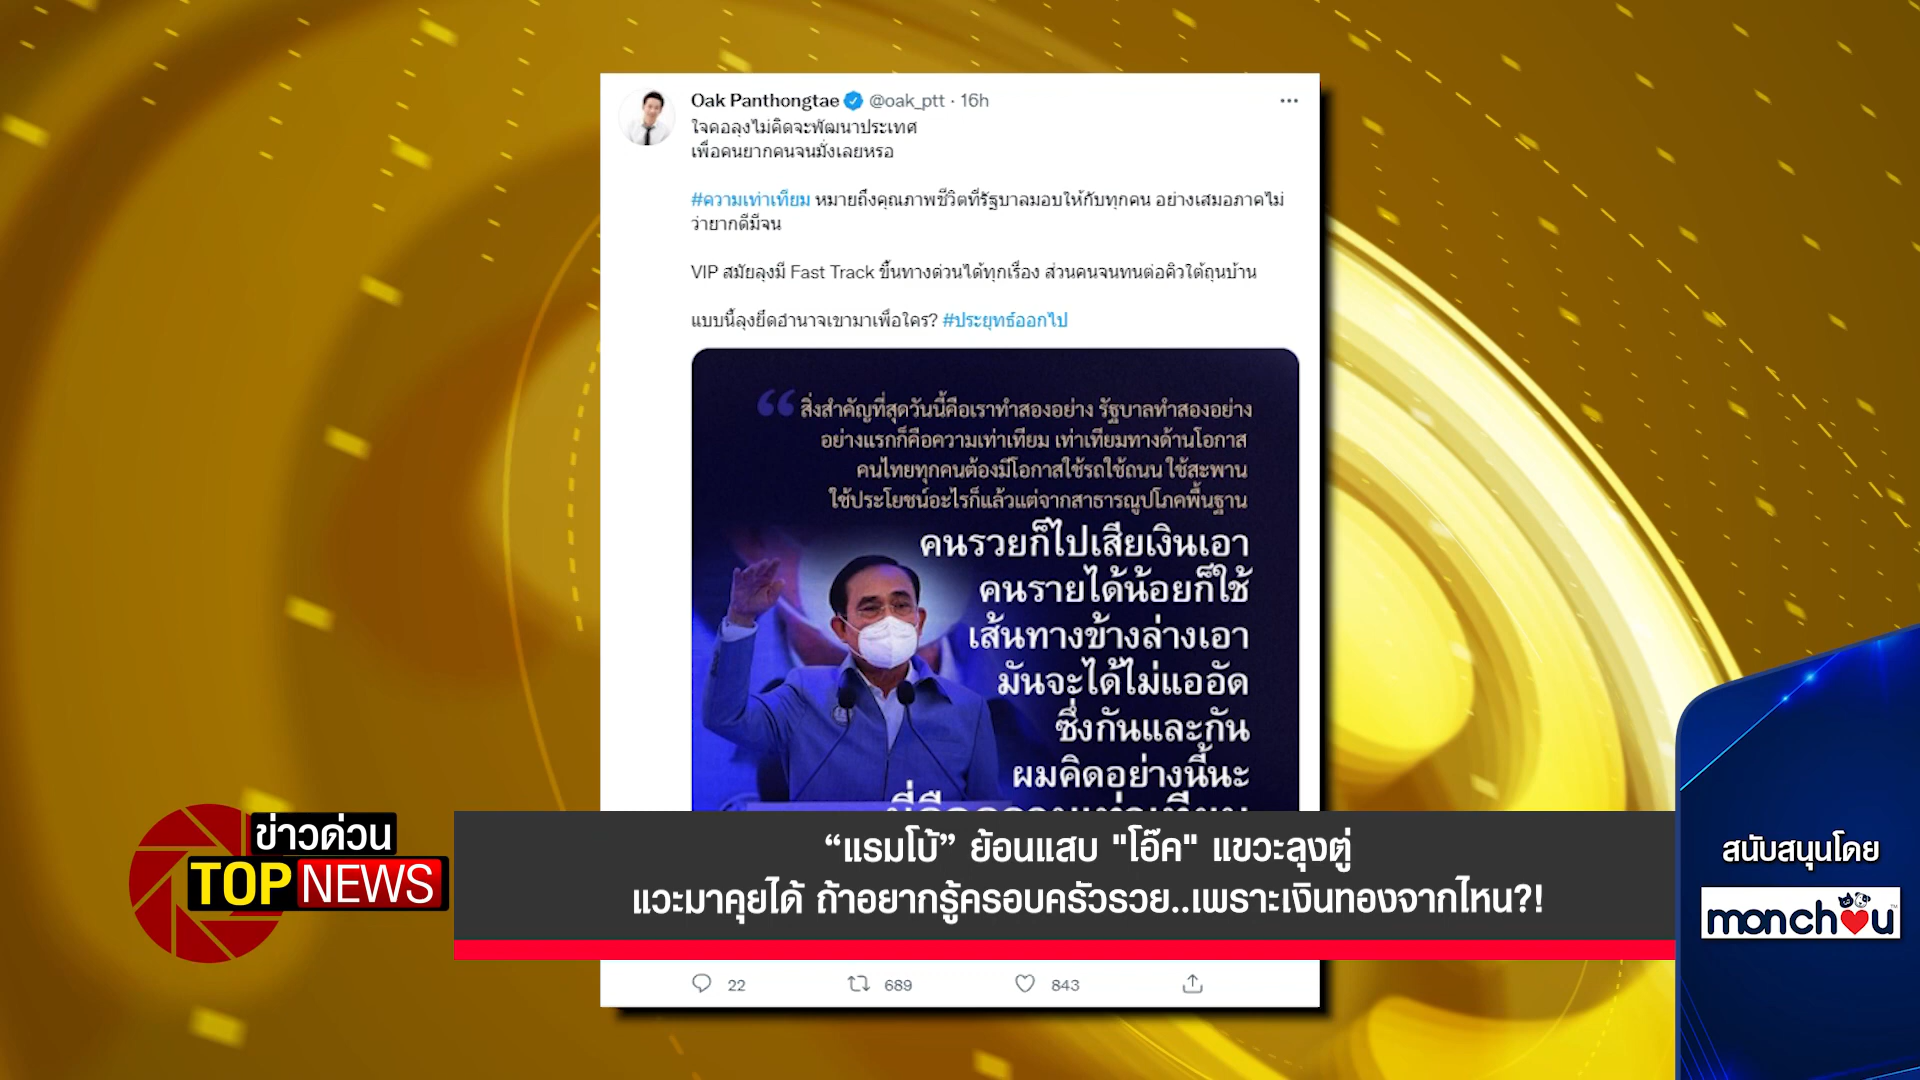 Oak Panthongtae @oak_ptt · 16h
ใจคอลุงไม่คิดจะพัฒนาประเทศ
เพื่อคนยากคนจนมั่งเลยหรอ
#ความเท่าเทียม หมายถึงคุณภาพชีวิตที่รัฐบาลมอบให้กับทุกคน อย่างเสมอภาคไม่
ว่ายากดีมีจน
VIP สมัยลุงมี Fast Track ขึ้นทางด่วนได้ทุกเรื่อง ส่วนคนจนทนต่อคิวใต้ถุนบ้าน
แบบนี้ลุงยึดอำนาจเขามาเพื่อใคร? #ประยุทธ์ออกไป
“ สิ่งสำคัญที่สุดวันนี้คือเราทำสองอย่าง รัฐบาลทำสองอย่าง
อย่างแรกก็คือความเท่าเทียม เท่าเทียมทางด้านโอกาส
คนไทยทุกคนต้องมีโอกาสใช้รถใช้ถนน ใช้สะพาน
ใช้ประโยชน์อะไรก็แล้วแต่จากสาธารณูปโภคพื้นฐาน
คนรวยก็ไปเสียเงินเอา
คนรายได้น้อยก็ใช้
เส้นทางข้างล่างเอา
มันจะได้ไม่แออัด
ซึ่งกันและกัน
ผมคิดอย่างนี้นะ
นี่คือความเท่าเทียม
ข่าวด่วน
TOP NEWS
“แรมโบ้” ย้อนแสบ "โอ๊ค" แขวะลุงตู่
แวะมาคุยได้ ถ้าอยากรู้ครอบครัวรวย..เพราะเงินทองจากไหน?!
สนับสนุนโดย
monchou
22 689 843